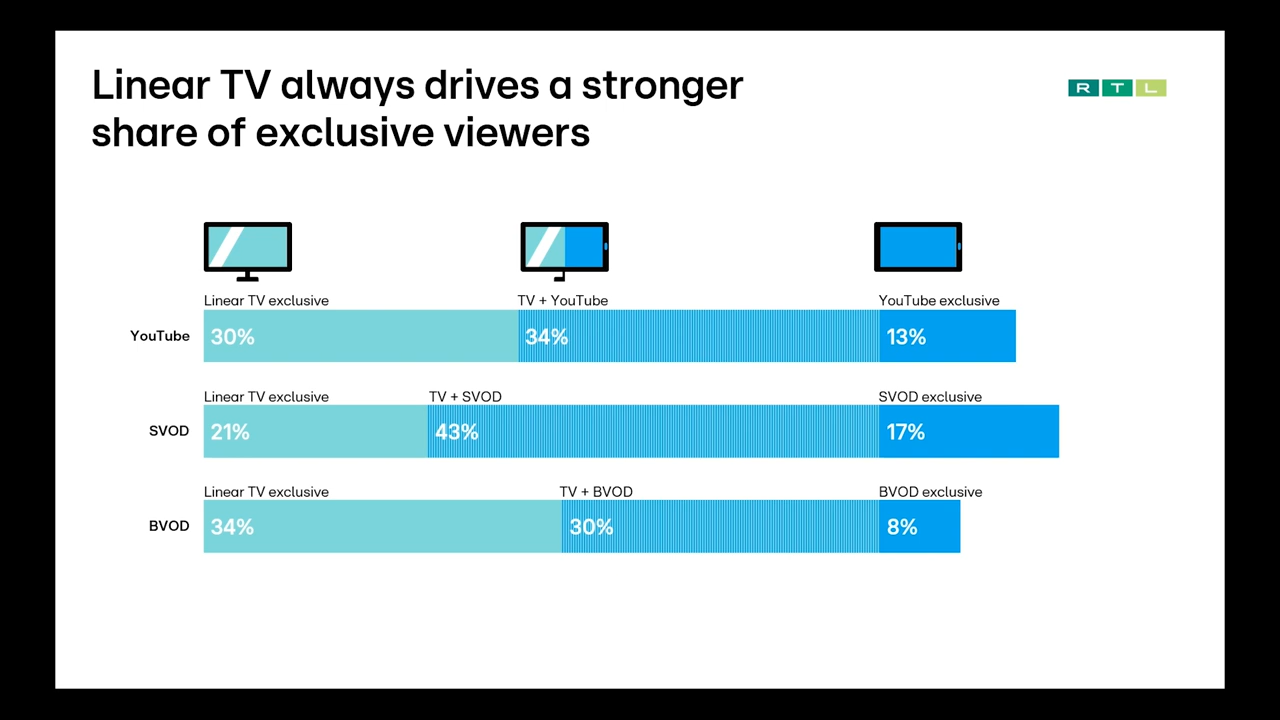 Linear TV always drives a stronger
share of exclusive viewers
RTL
Linear TV exclusive
TV + YouTube
YouTube exclusive
YouTube
30%
34%
13%
Linear TV exclusive
TV + SVOD
SVOD exclusive
SVOD
21%
43%
17%
Linear TV exclusive
TV + BVOD
BVOD exclusive
BVOD
34%
30%
8%